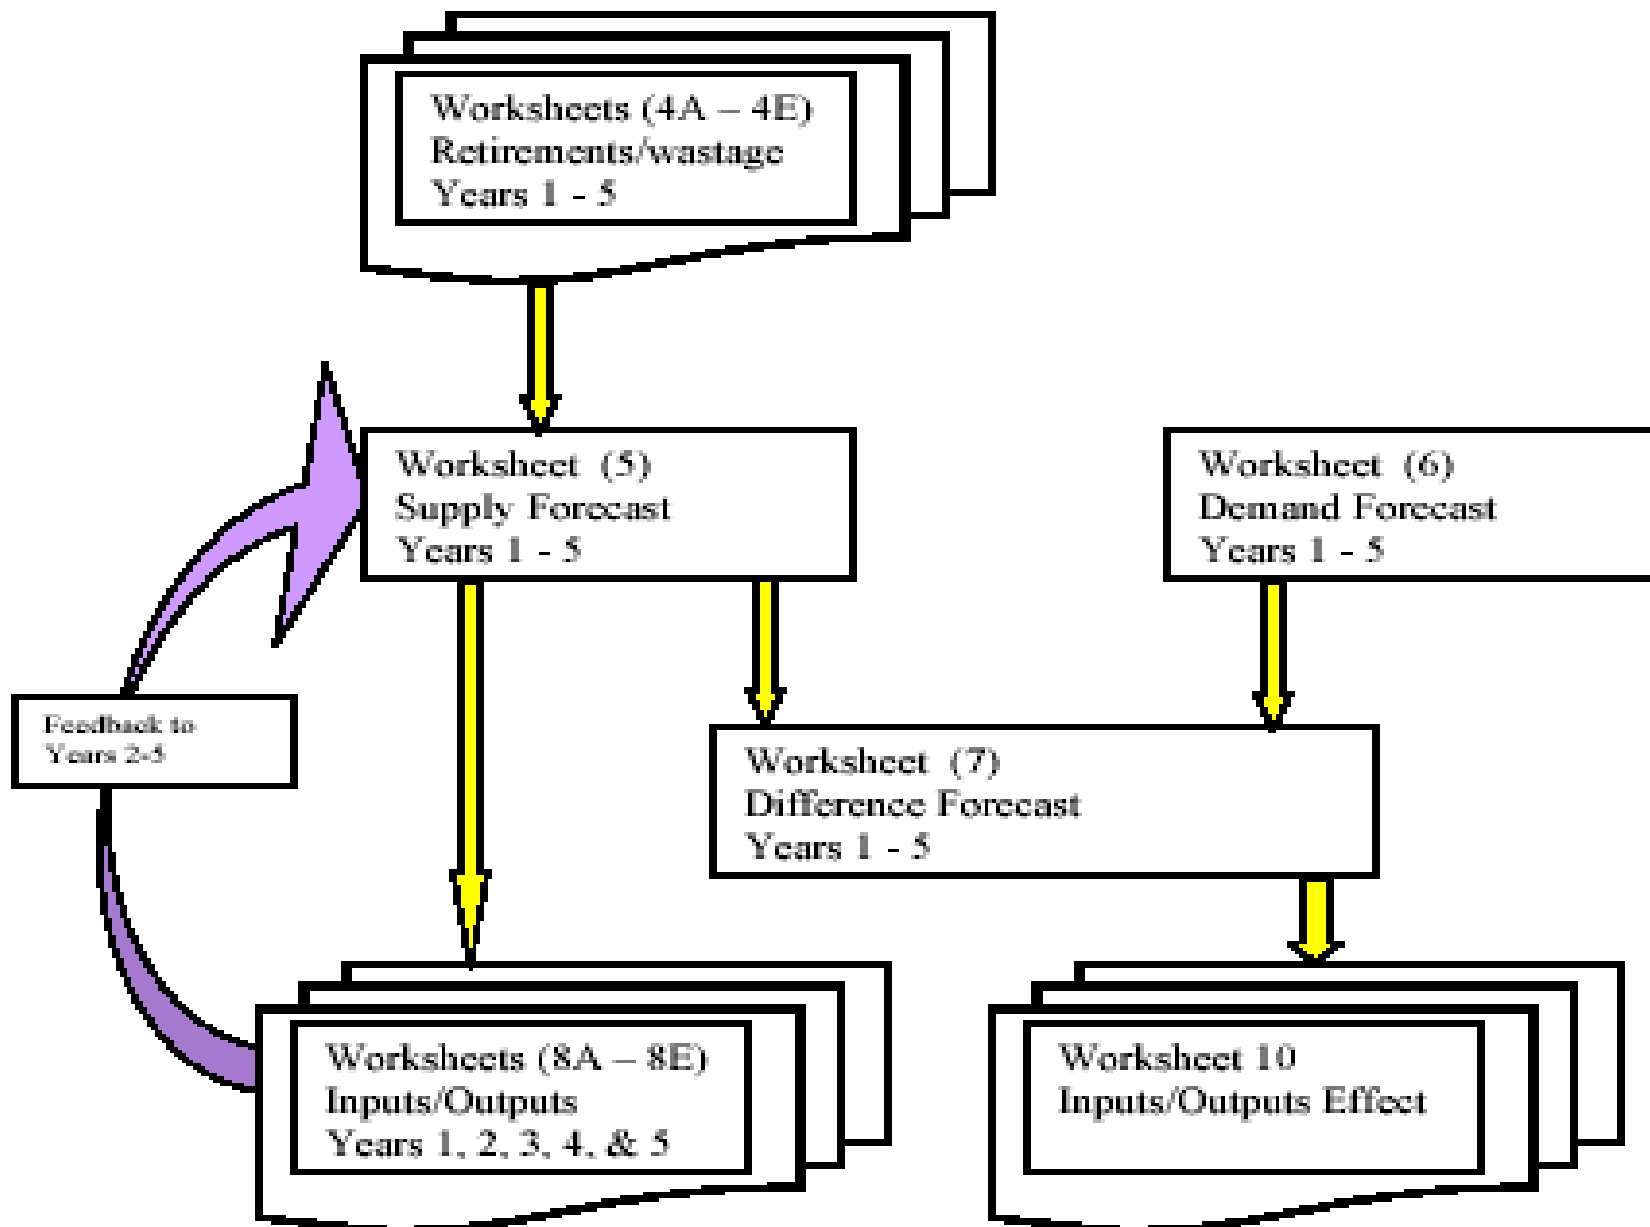 Worksheets (4A – 4E)
Retirements/wastage
Years 1 - 5
Worksheet (5)
Supply Forecast
Years 1 - 5
Worksheet (6)
Demand Forecast
Years 1 - 5
Feedback to
Years 2-5
Worksheet (7)
Difference Forecast
Years 1 - 5
Worksheets (8A – 8E)
Inputs/Outputs
Years 1, 2, 3, 4, & 5
Worksheet 10
Inputs/Outputs Effect